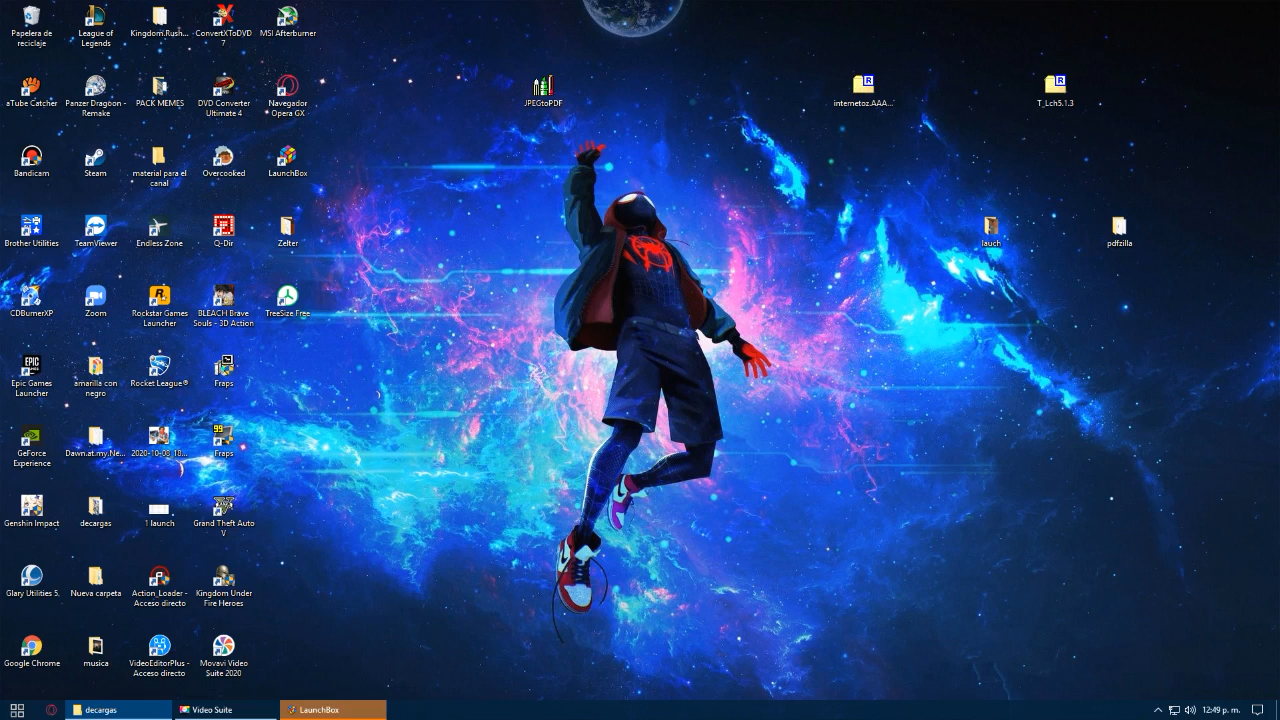 Papelera de reciclaje
League of Legends
Kingdom.Rush...
ConvertXToDVD 7
MSI Afterburner
aTube Catcher
Panzer Dragoon - Remake
PACK MEMES
DVD Converter Ultimate 4
Navegador Opera GX
JPEGtoPDF
internetoz.AAA...
T_Lch5.1.3
Bandicam
Steam
material para el canal
Overcooked
LaunchBox
Brother Utilities
TeamViewer
Endless Zone
Q-Dir
Zelter
lauch
pdfzilla
CDBurnerXP
Zoom
Rockstar Games Launcher
BLEACH Brave Souls - 3D Action
TreeSize Free
EPIC GAMES
Epic Games Launcher
amarilla con negro
Rocket League®
Fraps
GeForce Experience
Dawn.at.my.Ne...
2020-10-08_18...
99
Fraps
Genshin Impact
decargas
1 launch
Grand Theft Auto V
Glary Utilities 5.
Nueva carpeta
Action_Loader - Acceso directo
Kingdom Under Fire Heroes
Google Chrome
musica
VideoEditorPlus - Acceso directo
Movavi Video Suite 2020
decargas
Video Suite
LaunchBox
12:49 p. m.